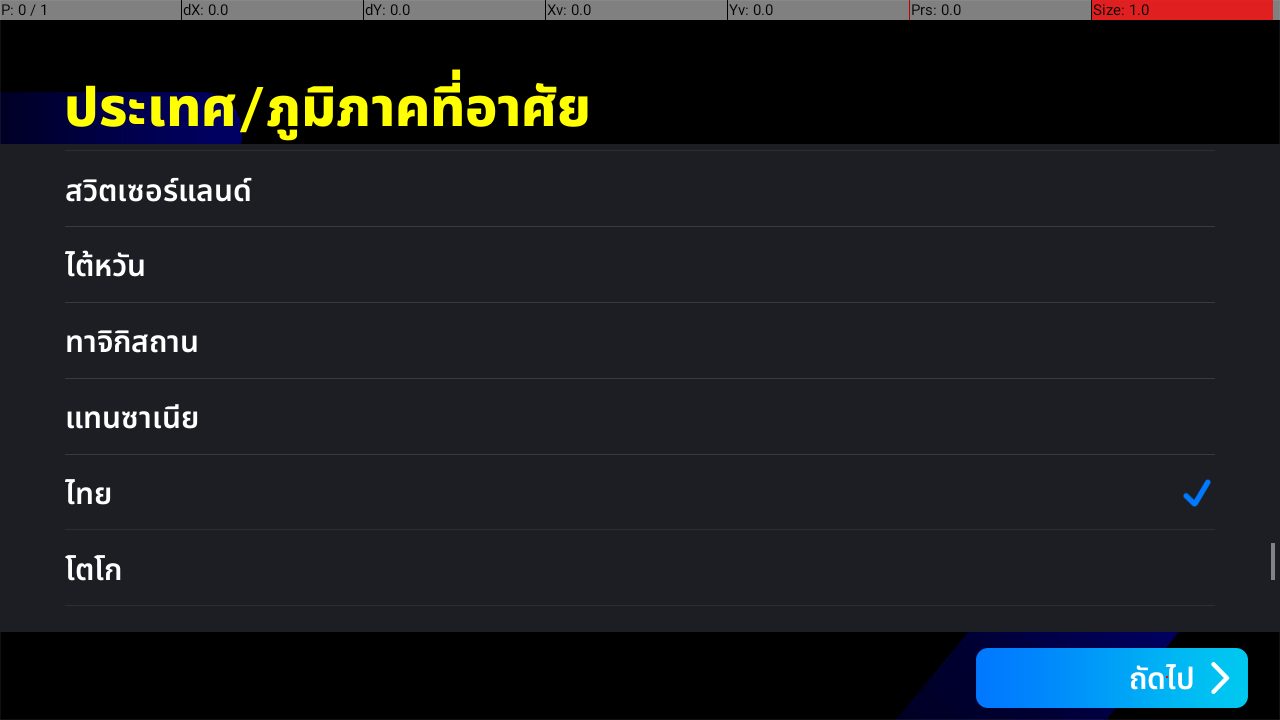 P: 0 / 1
dX: 0.0
dY: 0.0
Xv: 0.0
Yv: 0.0
Prs: 0.0
Size: 1.0
ประเทศ/ภูมิภาคที่อาศัย
สวิตเซอร์แลนด์
ไต้หวัน
ทาจิกิสถาน
แทนซาเนีย
ไทย
โตโก
ถัดไป